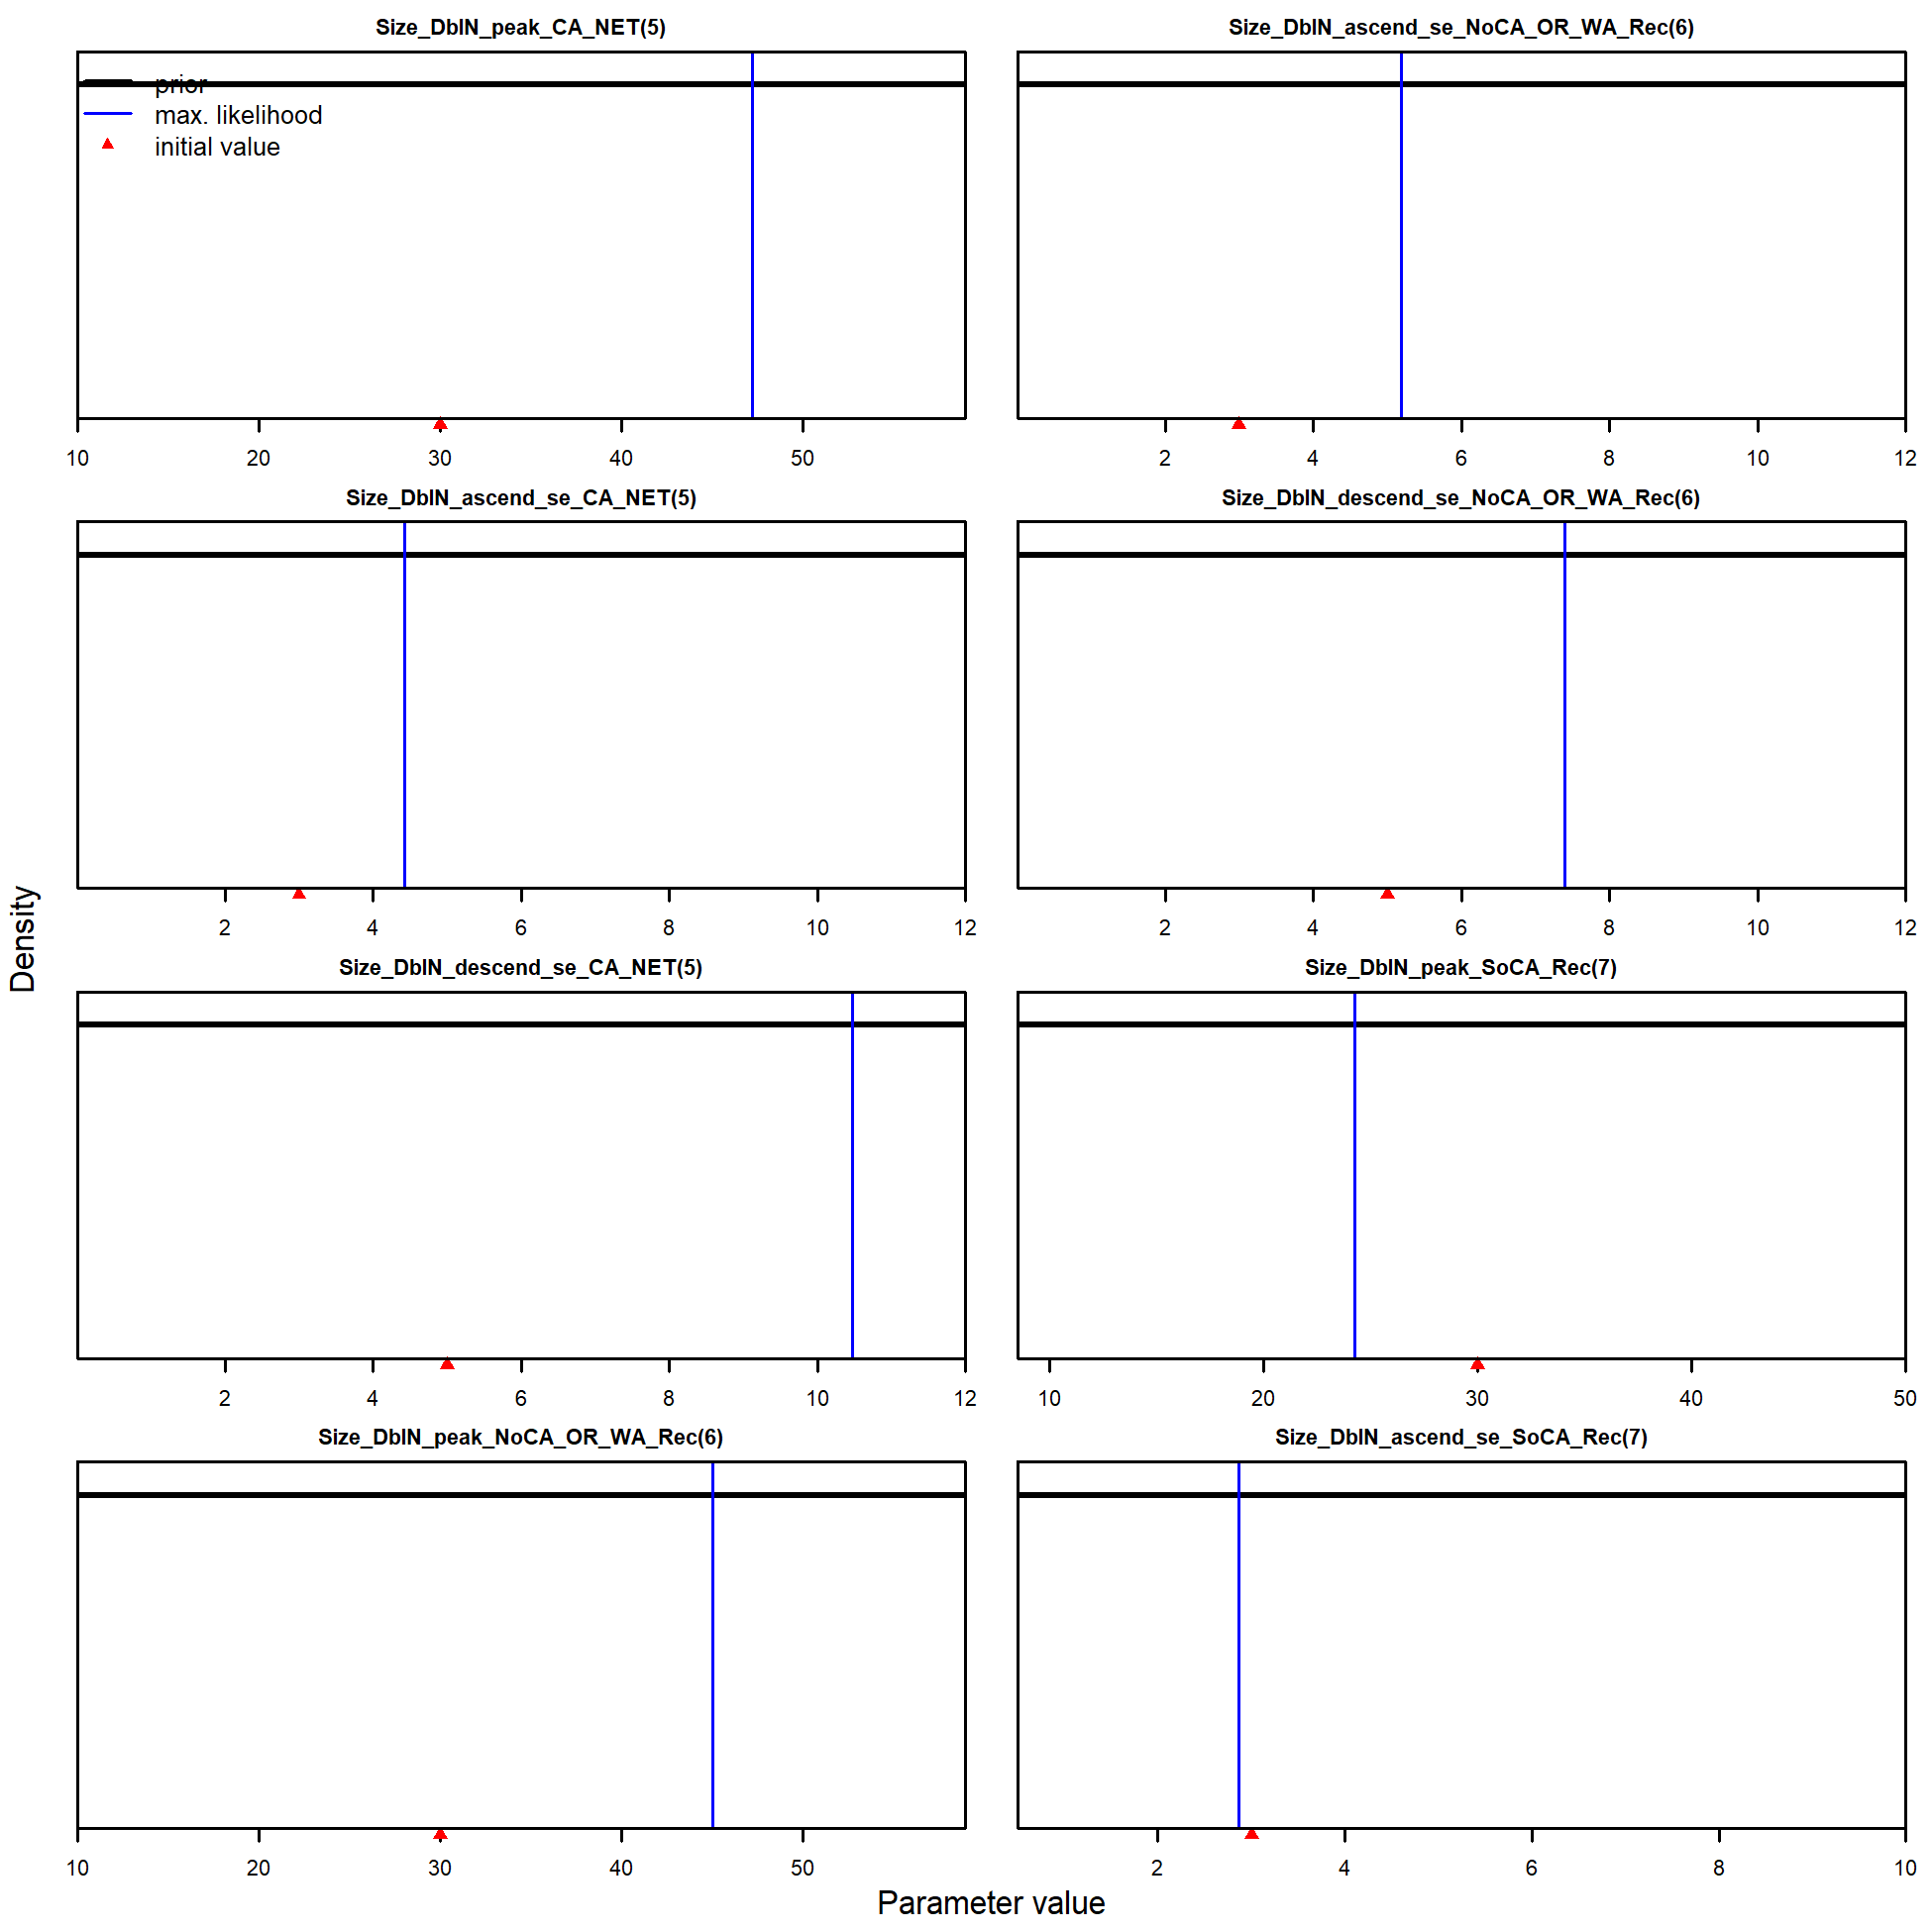 Size_DblN_peak_CA_NET(5)
prior
max. likelihood
initial value
10 20 30 40 50
Size_DblN_ascend_se_NoCA_OR_WA_Rec(6)
2 4 6 8 10 12
Size_DblN_ascend_se_CA_NET(5)
2 4 6 8 10 12
Size_DblN_descend_se_NoCA_OR_WA_Rec(6)
2 4 6 8 10 12
Size_DblN_descend_se_CA_NET(5)
2 4 6 8 10 12
Size_DblN_peak_SoCA_Rec(7)
10 20 30 40 50
Size_DblN_peak_NoCA_OR_WA_Rec(6)
10 20 30 40 50
Size_DblN_ascend_se_SoCA_Rec(7)
2 4 6 8 10
Density
Parameter value